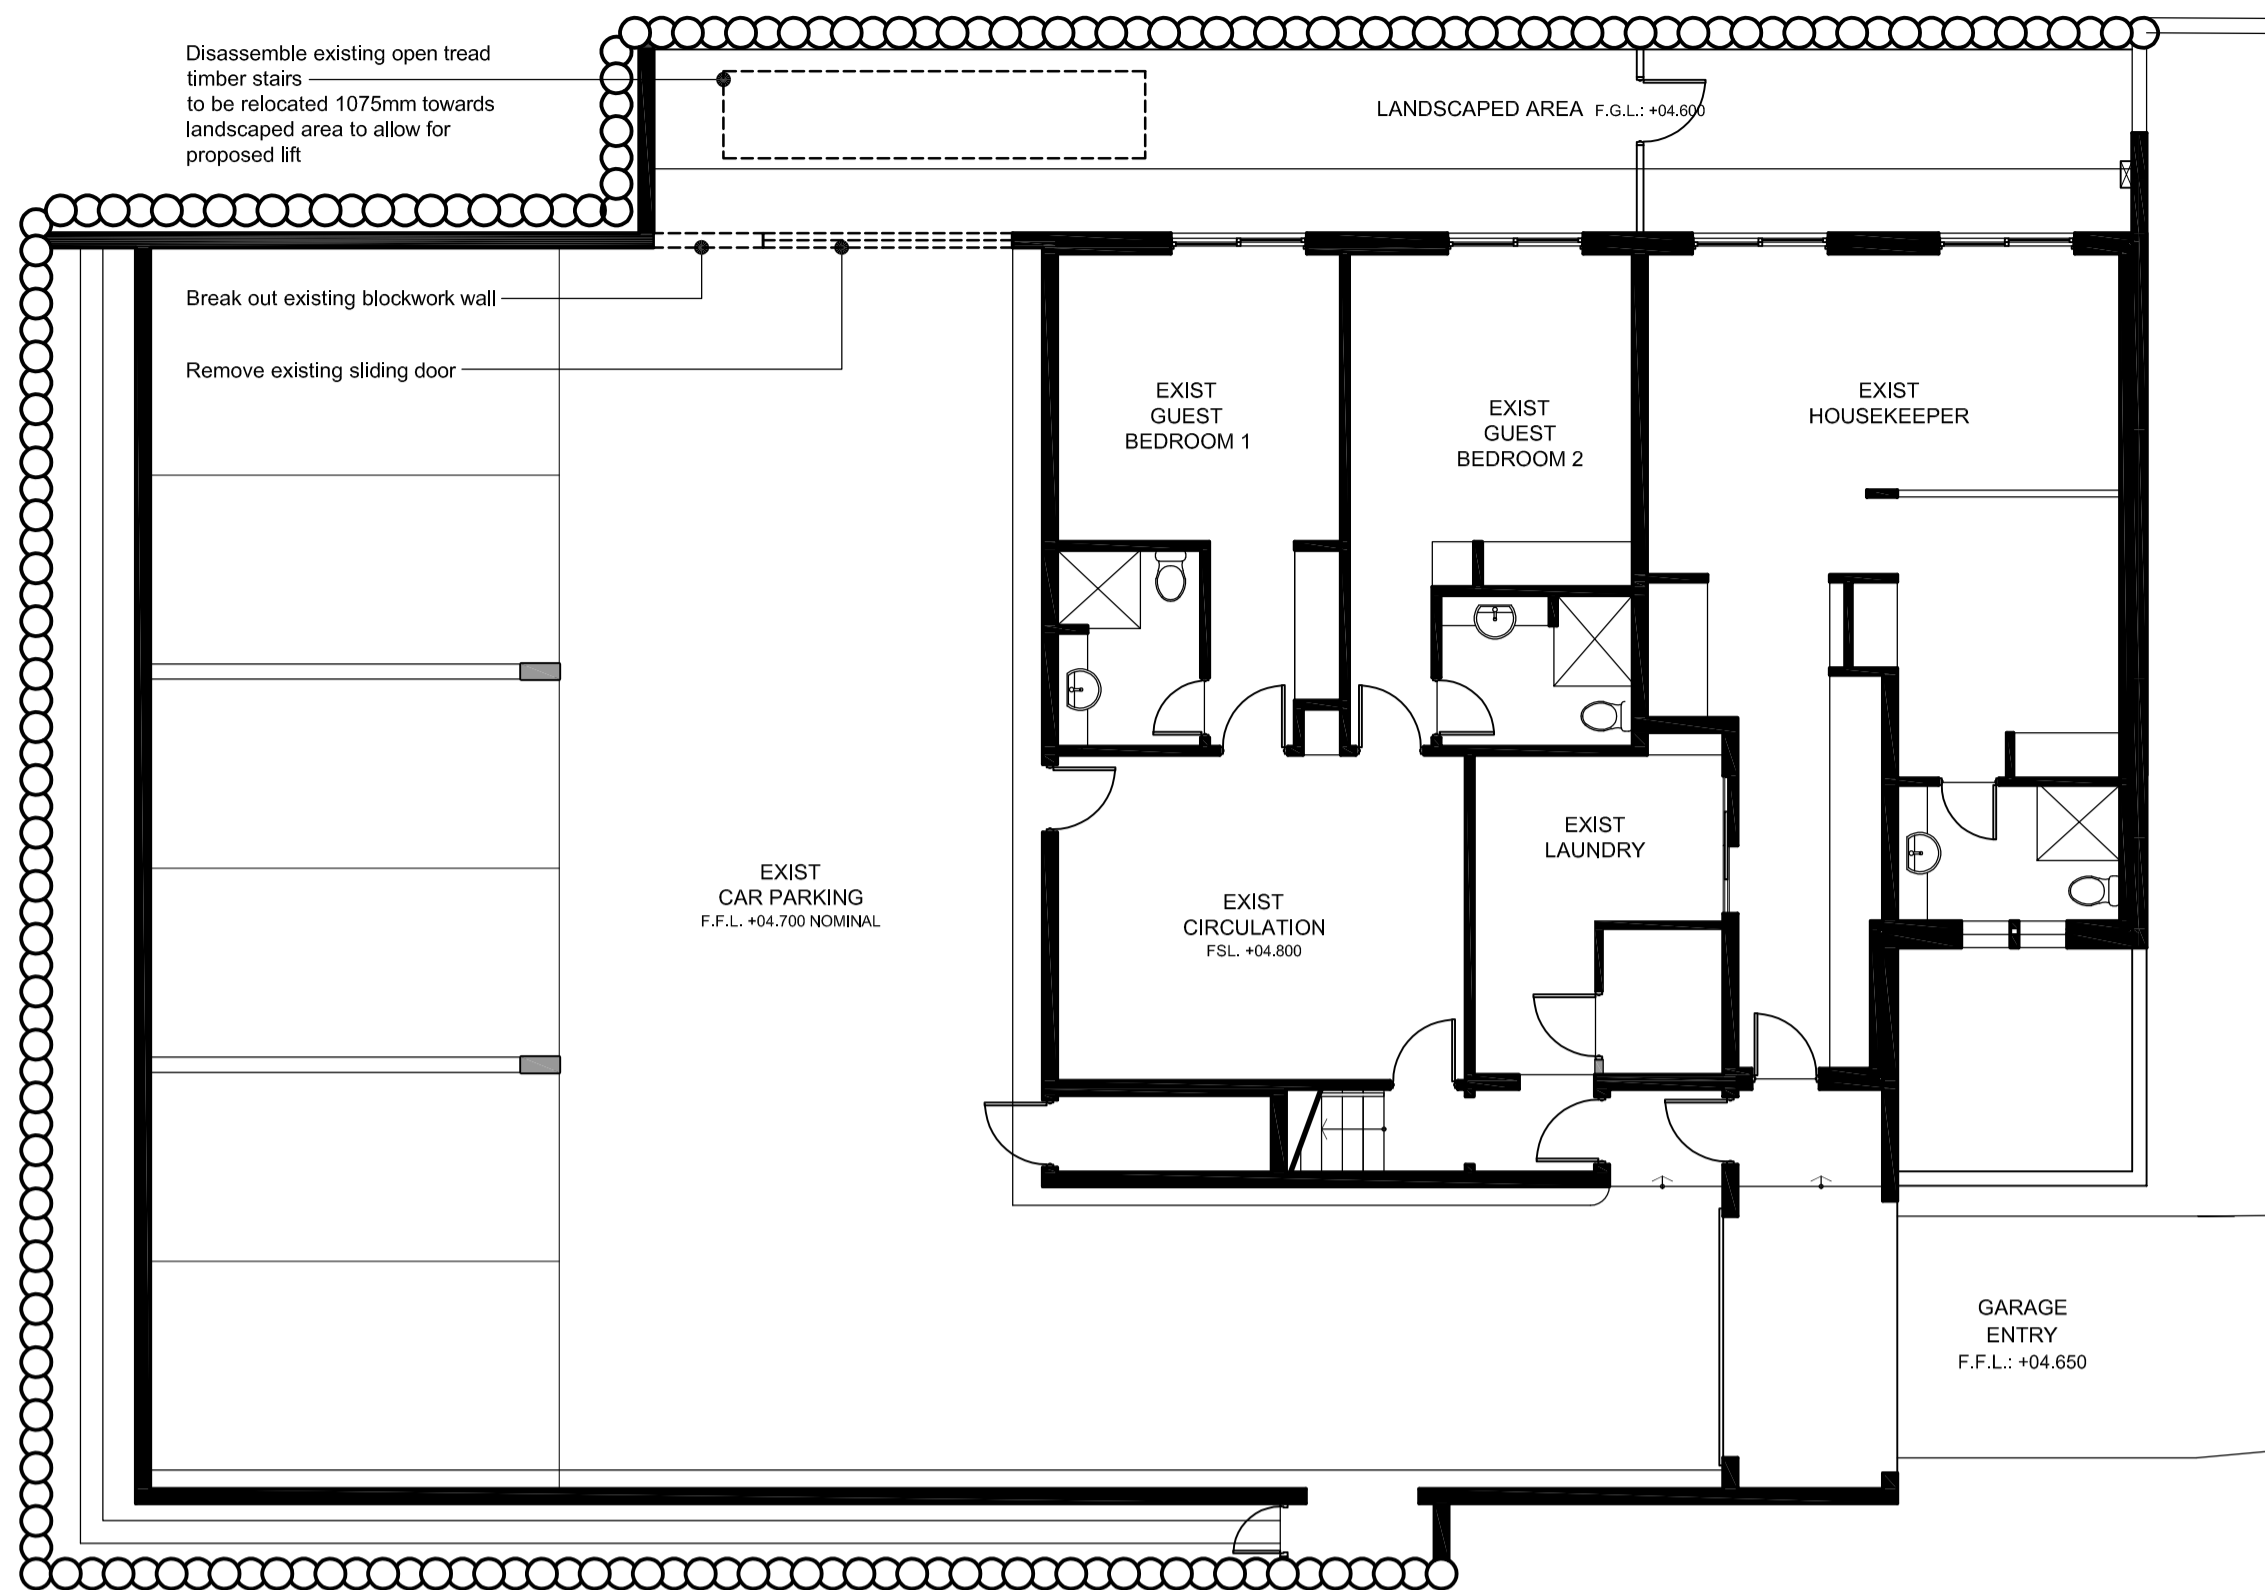 Disassemble existing open tread
timber stairs
to be relocated 1075mm towards
landscaped area to allow for
proposed lift
LANDSCAPED AREA F.G.L.: +04.600
Break out existing blockwork wall
Remove existing sliding door
EXIST
GUEST
BEDROOM 1
EXIST
GUEST
BEDROOM 2
EXIST
HOUSEKEEPER
EXIST
CAR PARKING
F.F.L. +04.700 NOMINAL
EXIST
CIRCULATION
FSL. +04.800
EXIST
LAUNDRY
GARAGE
ENTRY
F.F.L.: +04.650